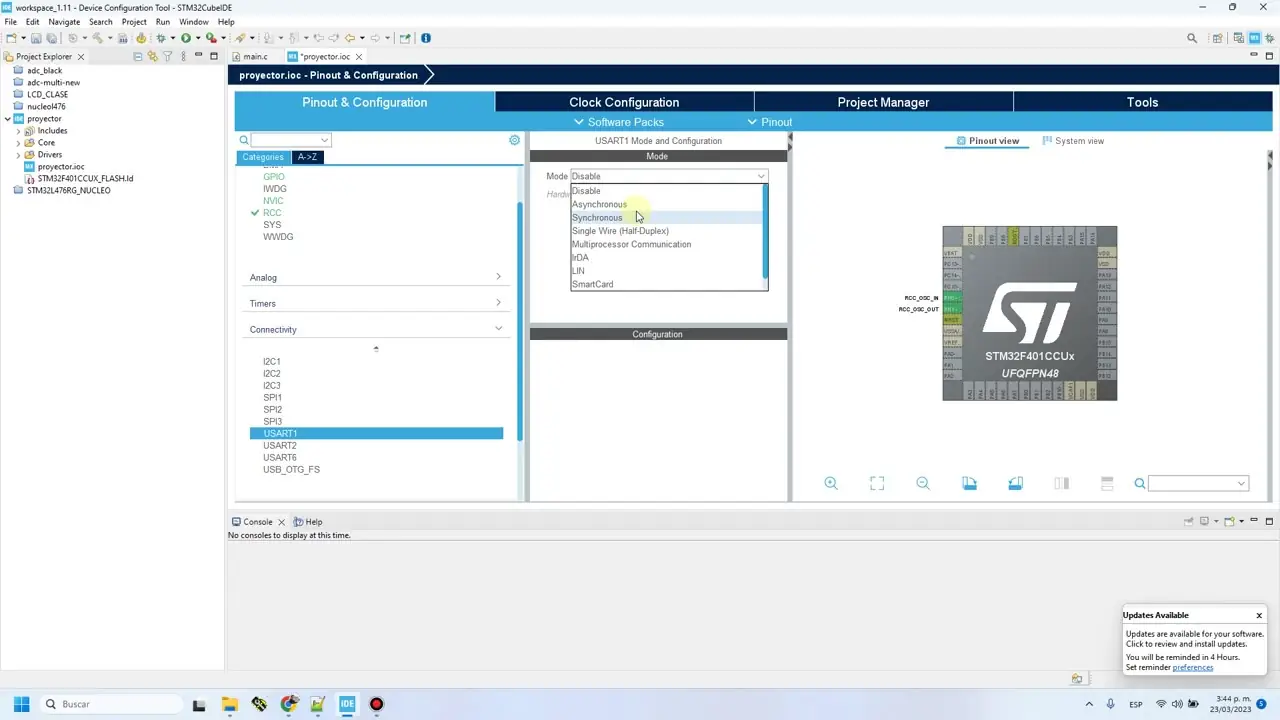 workspace_1.11 - Device Configuration Tool - STM32CubeIDE
File Edit Navigate Search Project Run Window Help
Project Explorer
main.c
*proyector.ioc
adc_black
adc-multi-new
LCD_CLASE
nucleol476
proyector
Includes
Core
Drivers
proyector.ioc
STM32F401CCUX_FLASH.ld
STM32L476RG_NUCLEO
proyector.ioc - Pinout & Configuration
Pinout & Configuration
Clock Configuration
Project Manager
Tools
Software Packs
Pinout
Categories
A->Z
GPIO
IWDG
NVIC
RCC
SYS
WWDG
Analog
Timers
Connectivity
I2C1
I2C2
I2C3
SPI1
SPI2
SPI3
USART1
USART2
USART6
USB_OTG_FS
USART1 Mode and Configuration
Mode
Mode Disable
Hardw
Disable
Asynchronous
Synchronous
Single Wire (Half-Duplex)
Multiprocessor Communication
IrDA
LIN
SmartCard
Configuration
Pinout view
System view
RCC_OSC_IN
RCC_OSC_OUT
STM32F401CCUx
UFQFPN48
Console
Help
No consoles to display at this time.
Updates Available
Updates are available for your software.
Click to review and install updates.
You will be reminded in 4 Hours.
Set reminder preferences
Buscar
IDE
ESP
3:44 p. m.
23/03/2023
5